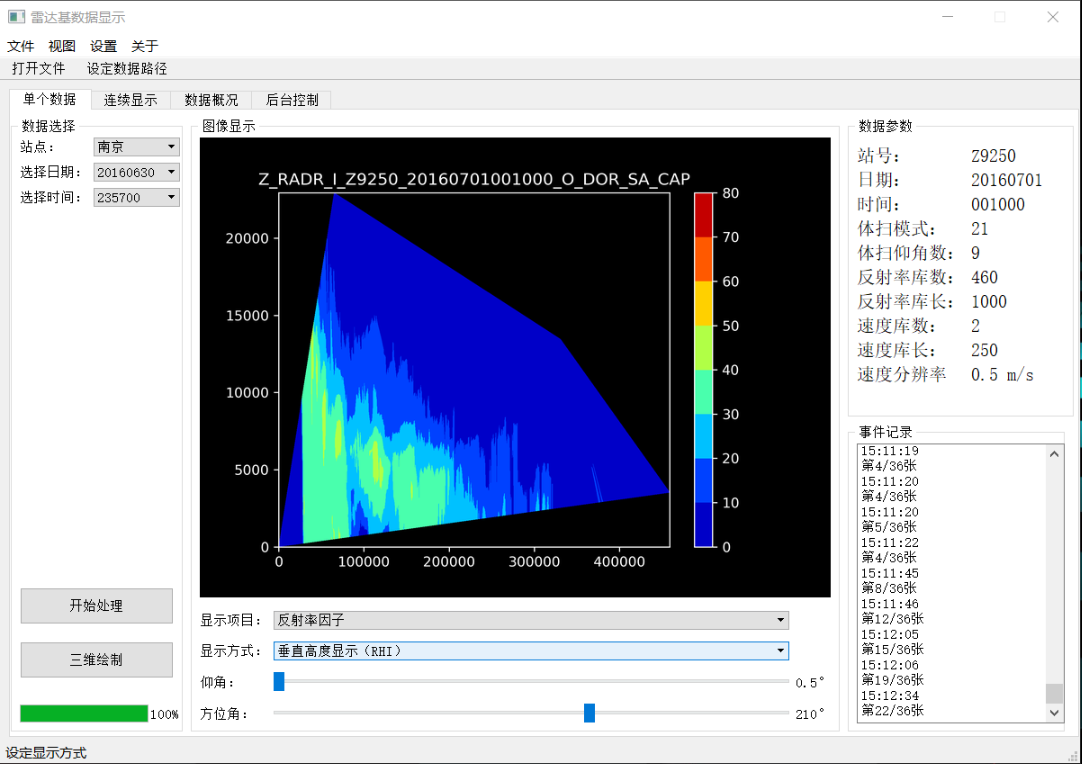 雷达基数据显示
文件 视图 设置 关于
打开文件 设定数据路径
单个数据 连续显示 数据概况 后台控制
数据选择
站点： 南京
选择日期： 20160630
选择时间： 235700
开始处理
三维绘制
100%
图像显示
Z_RADR_I_Z9250_20160701001000_O_DOR_SA_CAP
20000
15000
10000
5000
0
0 100000 200000 300000 400000
80
70
60
50
40
30
20
10
0
显示项目： 反射率因子
显示方式： 垂直高度显示（RHI）
仰角： 0.5°
方位角： 210°
数据参数
站号： Z9250
日期： 20160701
时间： 001000
体扫模式： 21
体扫仰角数： 9
反射率库数： 460
反射率库长： 1000
速度库数： 2
速度库长： 250
速度分辨率 0.5 m/s
事件记录
15:11:19
第4/36张
15:11:20
第4/36张
15:11:20
第5/36张
15:11:22
第4/36张
15:11:45
第8/36张
15:11:46
第12/36张
15:12:05
第15/36张
15:12:06
第19/36张
15:12:34
第22/36张
设定显示方式